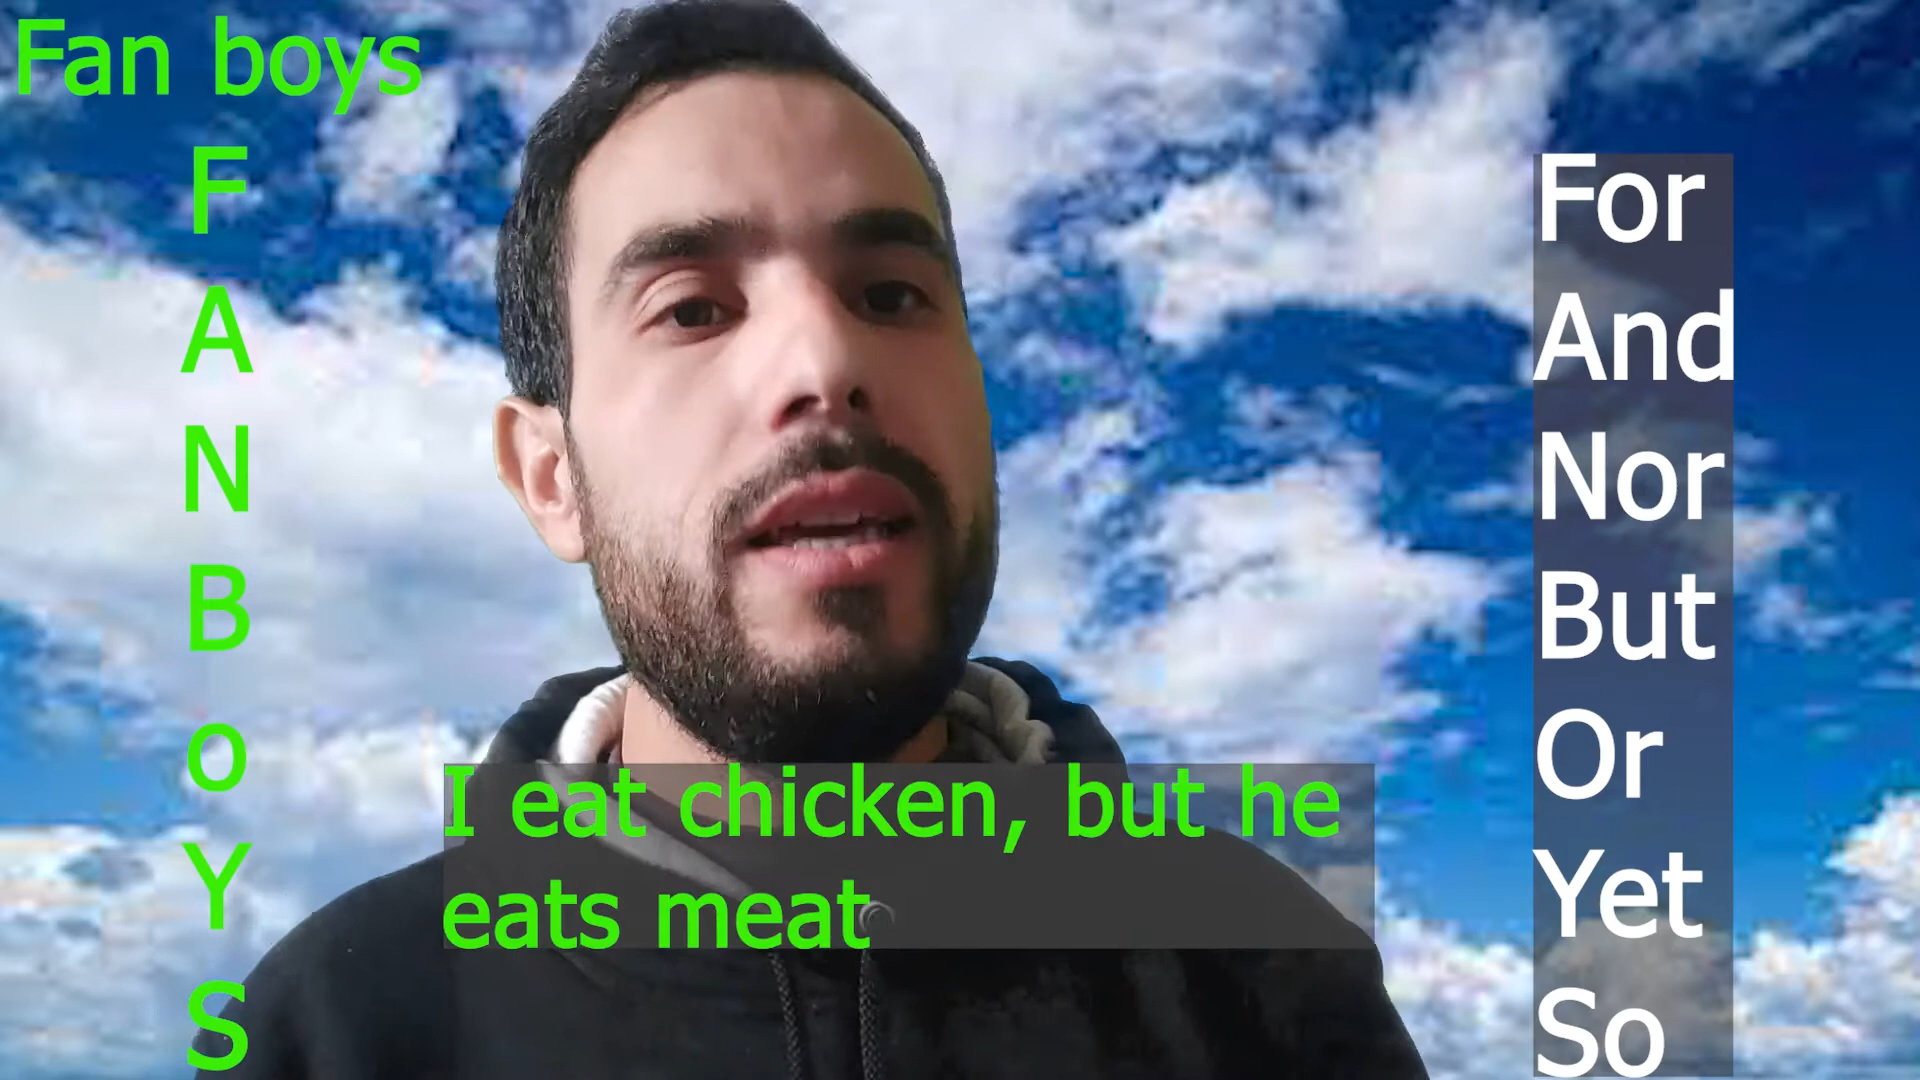 Fan boys
F
A
N
B
o
Y
S
I eat chicken, but he
eats meat
For
And
Nor
But
Or
Yet
So